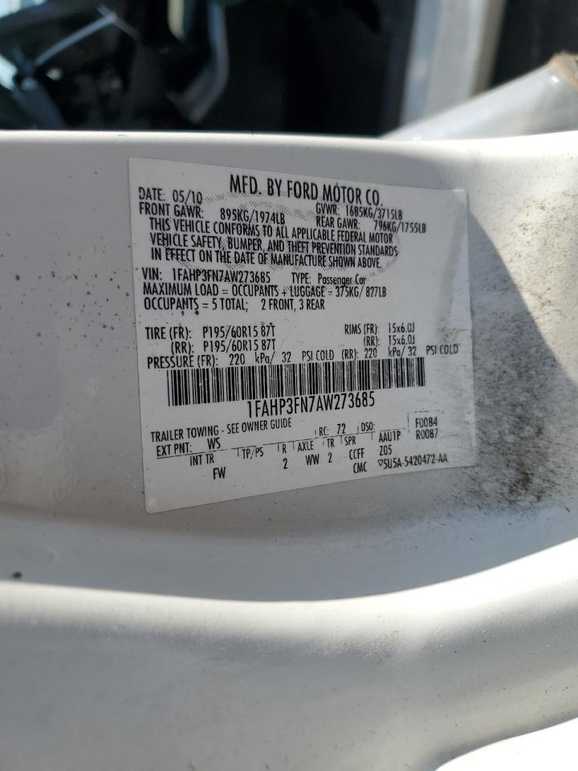 MFD. BY FORD MOTOR CO.
DATE: 05/10 GVWR: 1685KG/3715LB
FRONT GAWR: 895KG/1974LB REAR GAWR: 796KG/1755LB
THIS VEHICLE CONFORMS TO ALL APPLICABLE FEDERAL MOTOR
VEHICLE SAFETY, BUMPER, AND THEFT PREVENTION STANDARDS
IN EFFECT ON THE DATE OF MANUFACTURE SHOWN ABOVE.
VIN: 1FAHP3FN7AW273685 TYPE: Passenger Car
MAXIMUM LOAD = OCCUPANTS + LUGGAGE = 375KG/827LB
OCCUPANTS = 5 TOTAL; 2 FRONT, 3 REAR
TIRE (FR): P195/60R15 87T RIMS (FR): 15x6.0J
(RR): P195/60R15 87T (RR): 15x6.0J
PRESSURE (FR): 220 kPa/ 32 PSI COLD (RR): 220 kPa/ 32 PSI COLD
1FAHP3FN7AW273685
TRAILER TOWING - SEE OWNER GUIDE F0084
EXT PNT: WS RC: 72 DSO: R0087
INT TR TP/PS R AXLE TR SPR AAU1P
FW 2 WW 2 CCFF Z05
CMC 5U5A-5420472-AA